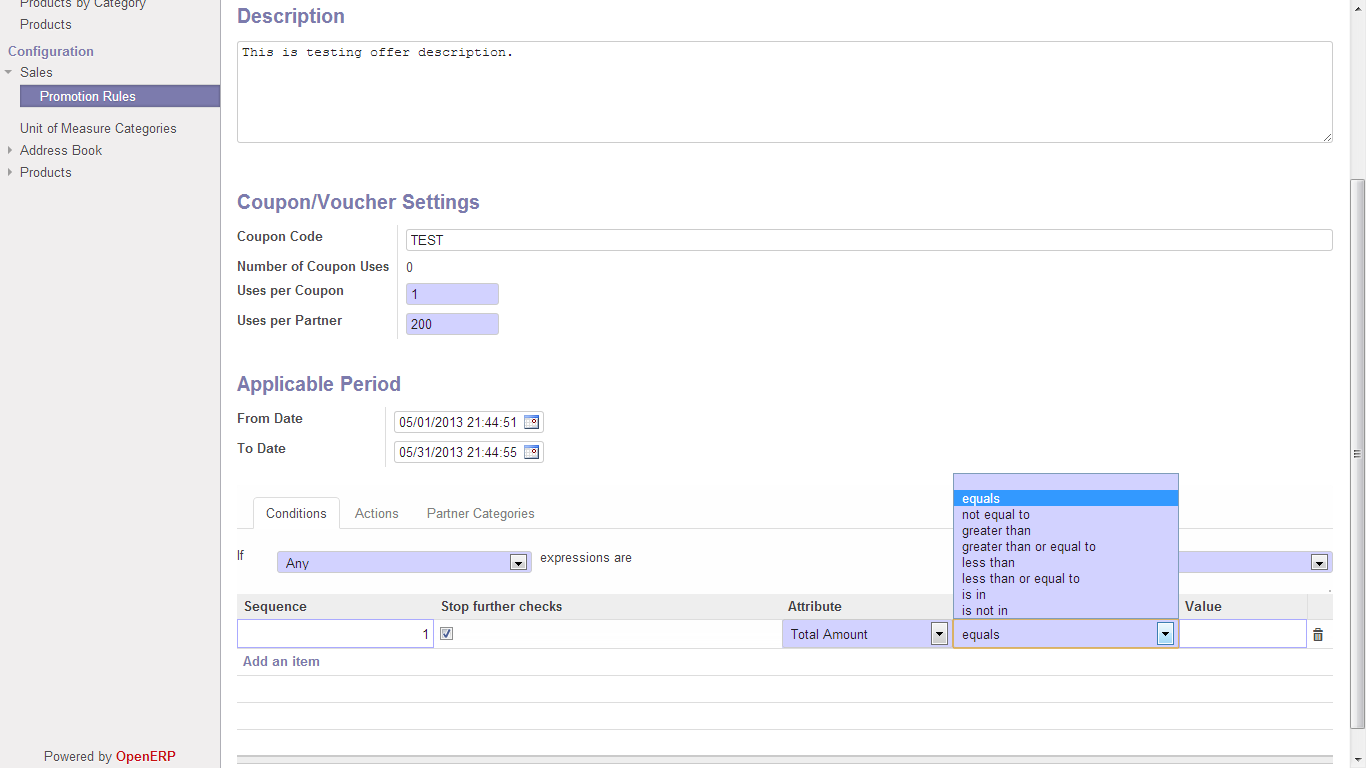 Products by Category
Products
Configuration
Sales
Promotion Rules
Unit of Measure Categories
Address Book
Products
Powered by OpenERP
Description
This is testing offer description.
Coupon/Voucher Settings
Coupon Code TEST
Number of Coupon Uses 0
Uses per Coupon 1
Uses per Partner 200
Applicable Period
From Date 05/01/2013 21:44:51
To Date 05/31/2013 21:44:55
Conditions Actions Partner Categories
If Any expressions are
equals
not equal to
greater than
greater than or equal to
less than
less than or equal to
is in
is not in
Sequence Stop further checks Attribute Value
1 Total Amount equals
Add an item